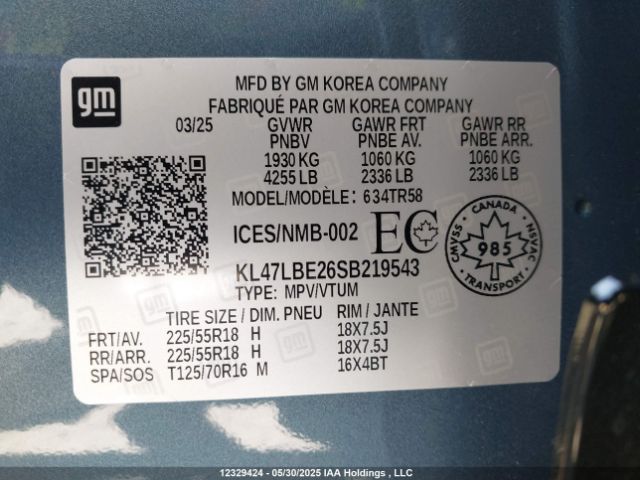 gm
MFD BY GM KOREA COMPANY
FABRIQUÉ PAR GM KOREA COMPANY
03/25 GVWR GAWR FRT GAWR RR
PNBV PNBE AV. PNBE ARR.
1930 KG 1060 KG 1060 KG
4255 LB 2336 LB 2336 LB
MODEL/MODÈLE: 634TR58
ICES/NMB-002 EC
CANADA
CMVSS 985 NSVAC
KL47LBE26SB219543
TYPE: MPV/VTUM
TIRE SIZE / DIM. PNEU RIM / JANTE
FRT/AV. 225/55R18 H 18X7.5J
RR/ARR. 225/55R18 H 18X7.5J
SPA/SOS T125/70R16 M 16X4BT
12329424 - 05/30/2025 IAA Holdings , LLC